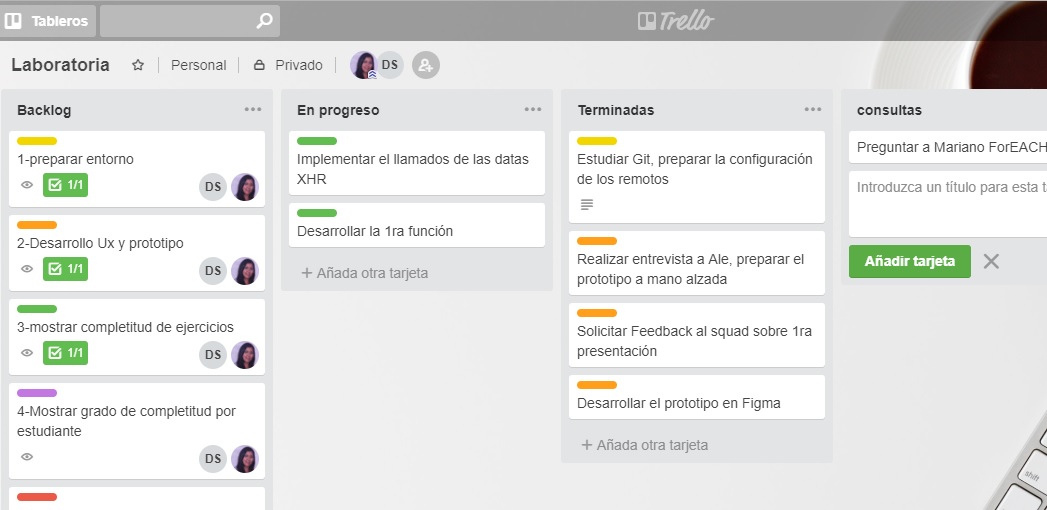 Tableros
Trello
Laboratoria
Personal
Privado
DS
Backlog
1-preparar entorno
1/1
DS
2-Desarrollo Ux y prototipo
1/1
DS
3-mostrar completitud de ejercicios
1/1
DS
4-Mostrar grado de completitud por
estudiante
DS
En progreso
Implementar el llamados de las datas
XHR
Desarrollar la 1ra función
+ Añada otra tarjeta
Terminadas
Estudiar Git, preparar la configuración
de los remotos
Realizar entrevista a Ale, preparar el
prototipo a mano alzada
Solicitar Feedback al squad sobre 1ra
presentación
Desarrollar el prototipo en Figma
+ Añada otra tarjeta
consultas
Preguntar a Mariano ForEACH
Introduzca un título para esta
Añadir tarjeta
shift